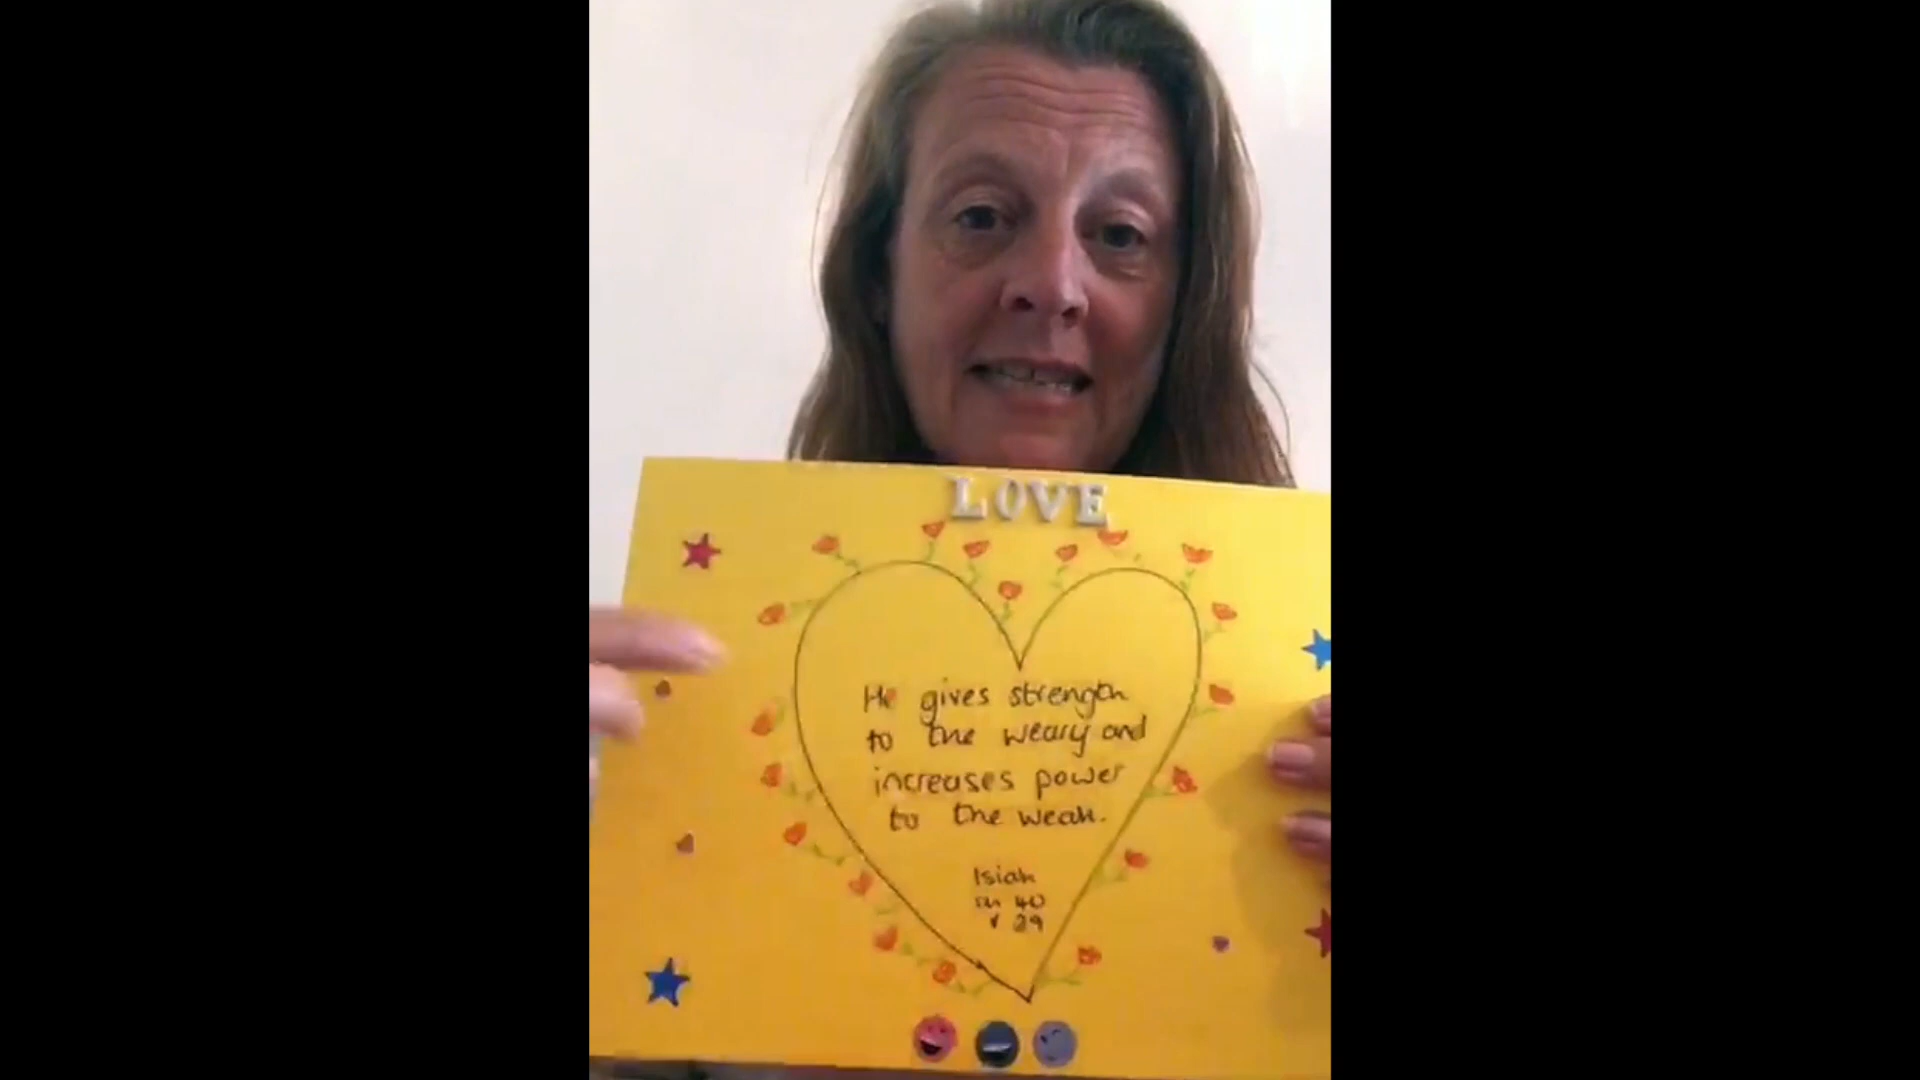 LOVE
He gives strength
to the weary and
increases power
to the weak.
Isiah
ch 40
v 29